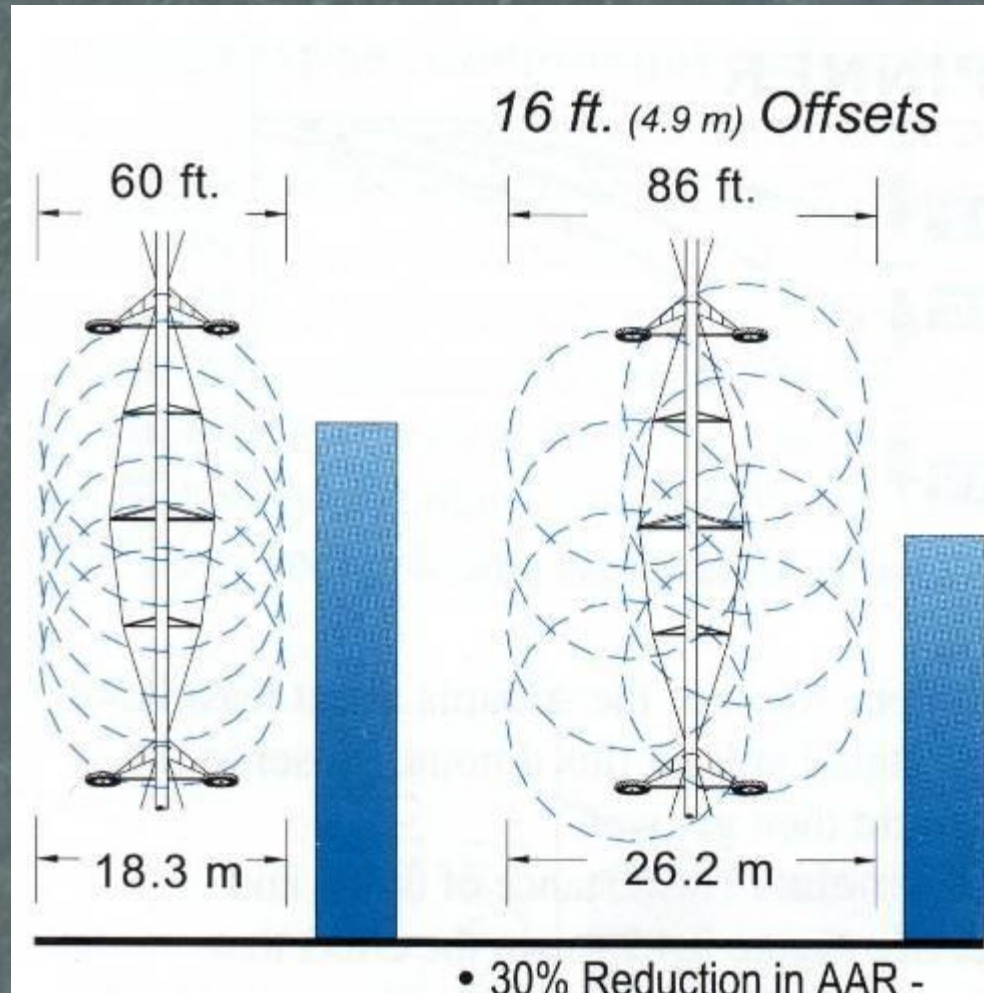 16 ft. (4.9 m) Offsets
60 ft.
86 ft.
18.3 m
26.2 m
• 30% Reduction in AAR -